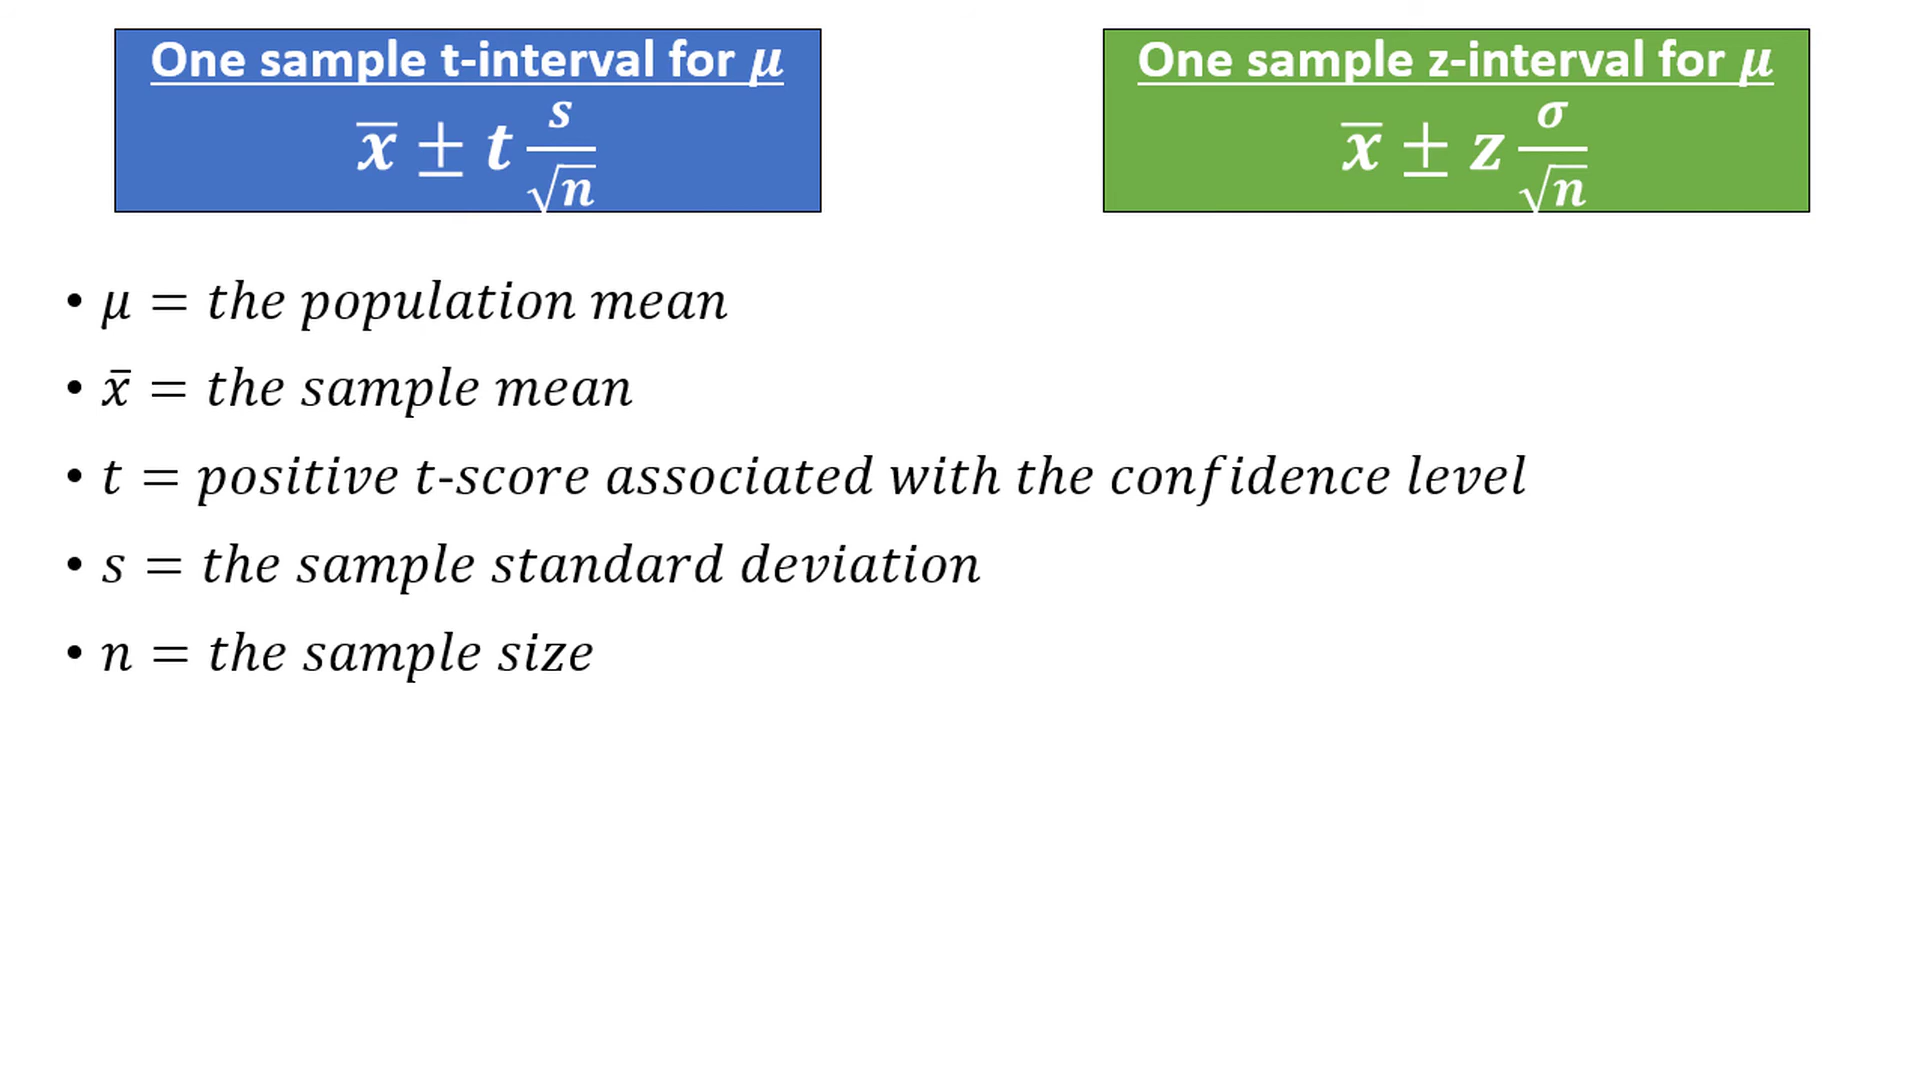 One sample t-interval for μ
x̄ ± t s/√n
One sample z-interval for μ
x̄ ± z σ/√n
• μ = the population mean
• x̄ = the sample mean
• t = positive t-score associated with the confidence level
• s = the sample standard deviation
• n = the sample size